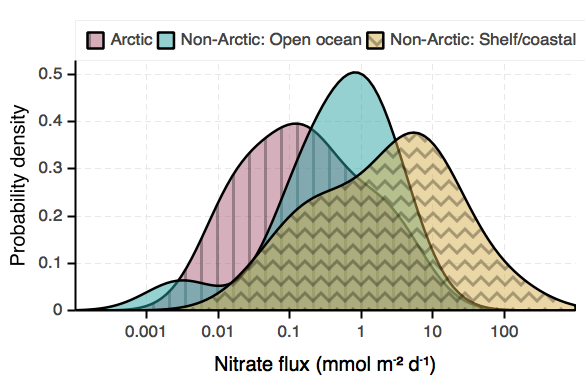 Arctic Non-Arctic: Open ocean Non-Arctic: Shelf/coastal
0.5
0.4
0.3
0.2
0.1
0
Probability density
0.001 0.01 0.1 1 10 100
Nitrate flux (mmol m⁻² d⁻¹)